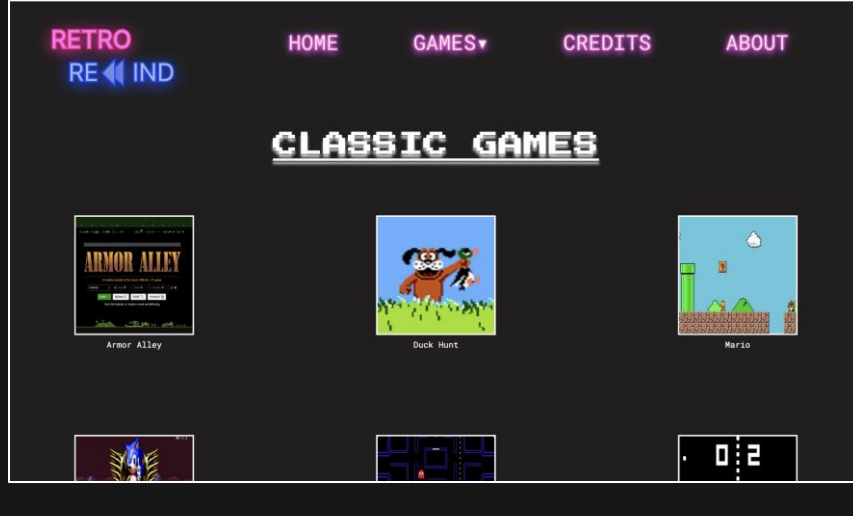 RETRO
RE IND
HOME GAMES▾ CREDITS ABOUT
CLASSIC GAMES
ARMOR ALLEY
Armor Alley
Duck Hunt
Mario
0 2